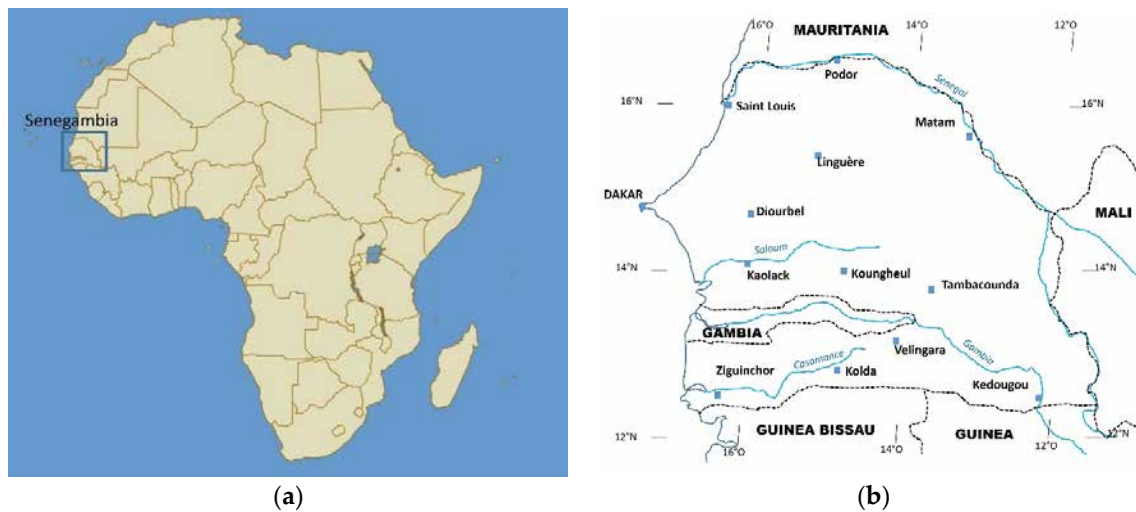 Senegambia
(a)
16°O
MAURITANIA
14°O
12°O
Podor
Senegal
16°N
Saint Louis
Matam
16°N
Linguère
DAKAR
Diourbel
MALI
Saloum
14°N
Kaolack
Koungheul
14°N
Tambacounda
GAMBIA
Velingara
Gambia
Casamance
Ziguinchor
Kolda
Kedougou
GUINEA BISSAU
GUINEA
12°N
12°N
16°O
14°O
12°O
(b)